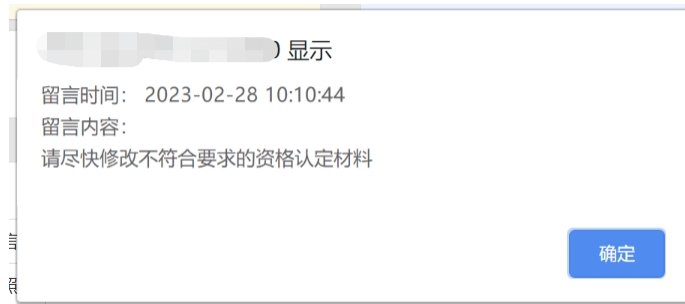 显示
留言时间： 2023-02-28 10:10:44
留言内容：
请尽快修改不符合要求的资格认定材料
确定